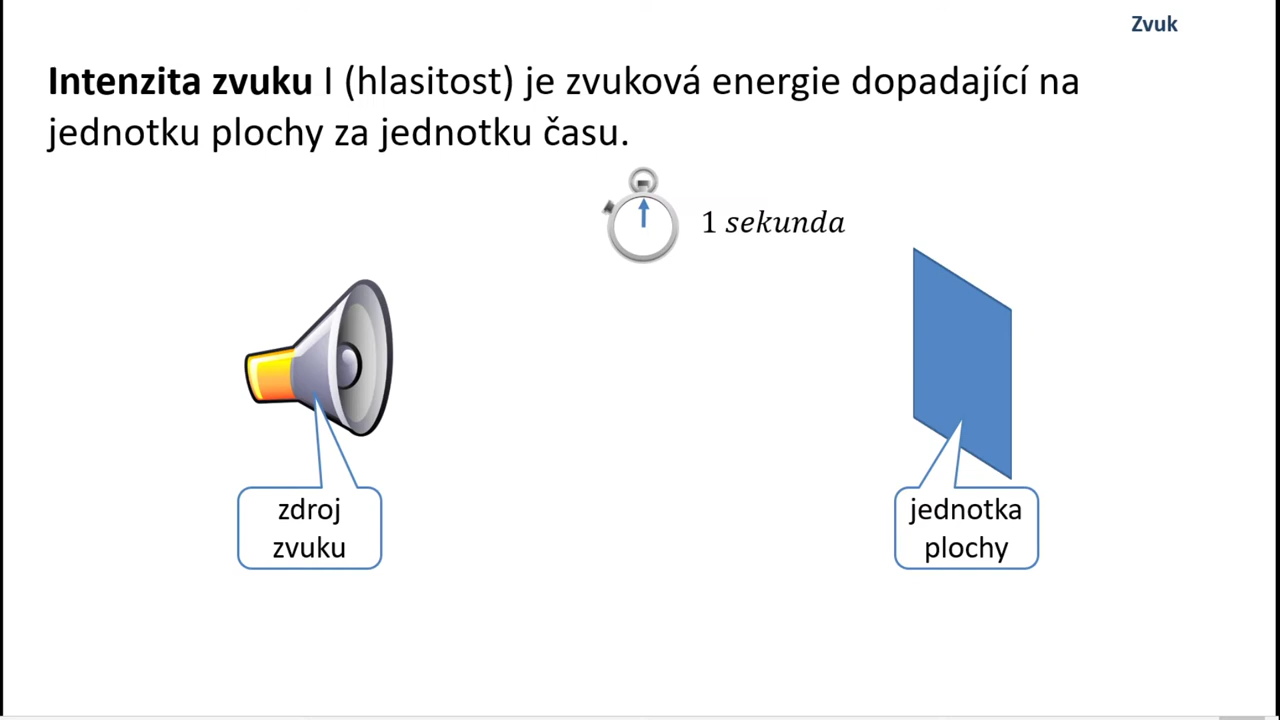 Zvuk
Intenzita zvuku I (hlasitost) je zvuková energie dopadající na
jednotku plochy za jednotku času.
1 sekunda
zdroj
zvuku
jednotka
plochy